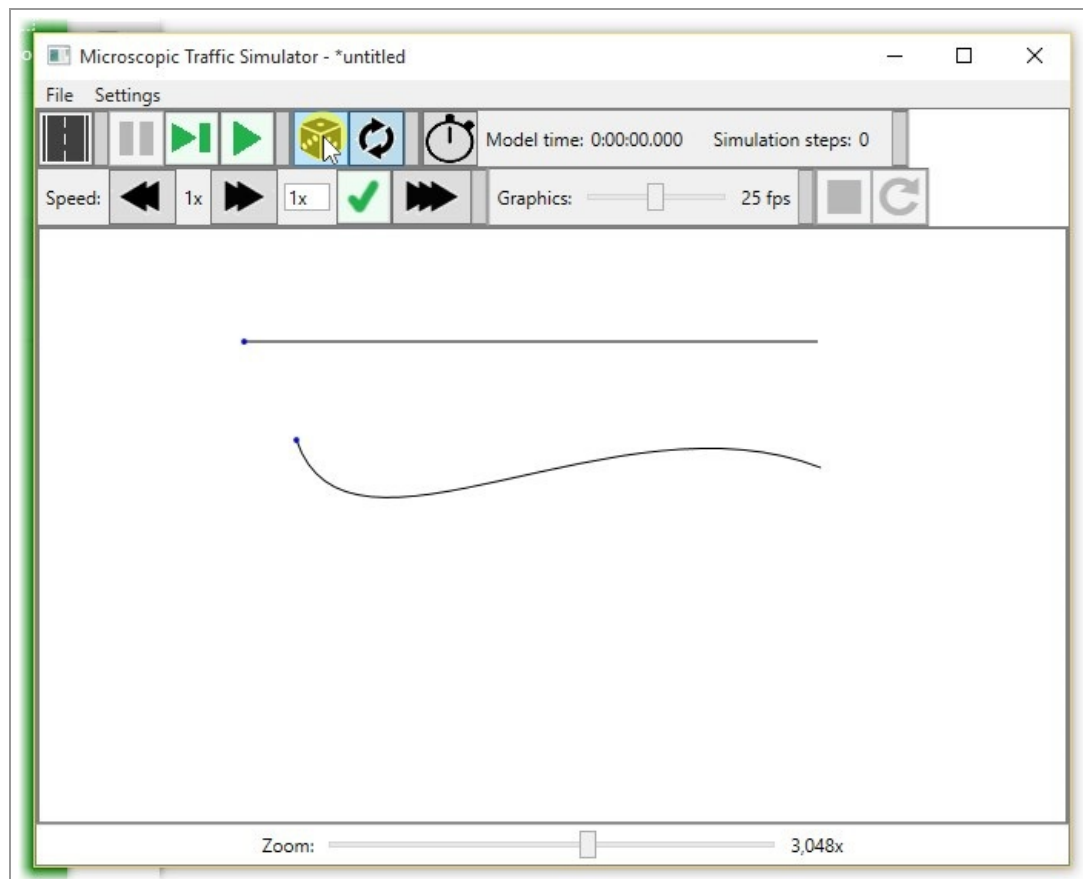 Microscopic Traffic Simulator - *untitled
File Settings
Model time: 0:00:00.000 Simulation steps: 0
Speed: 1x 1x Graphics: 25 fps
Zoom: 3,048x